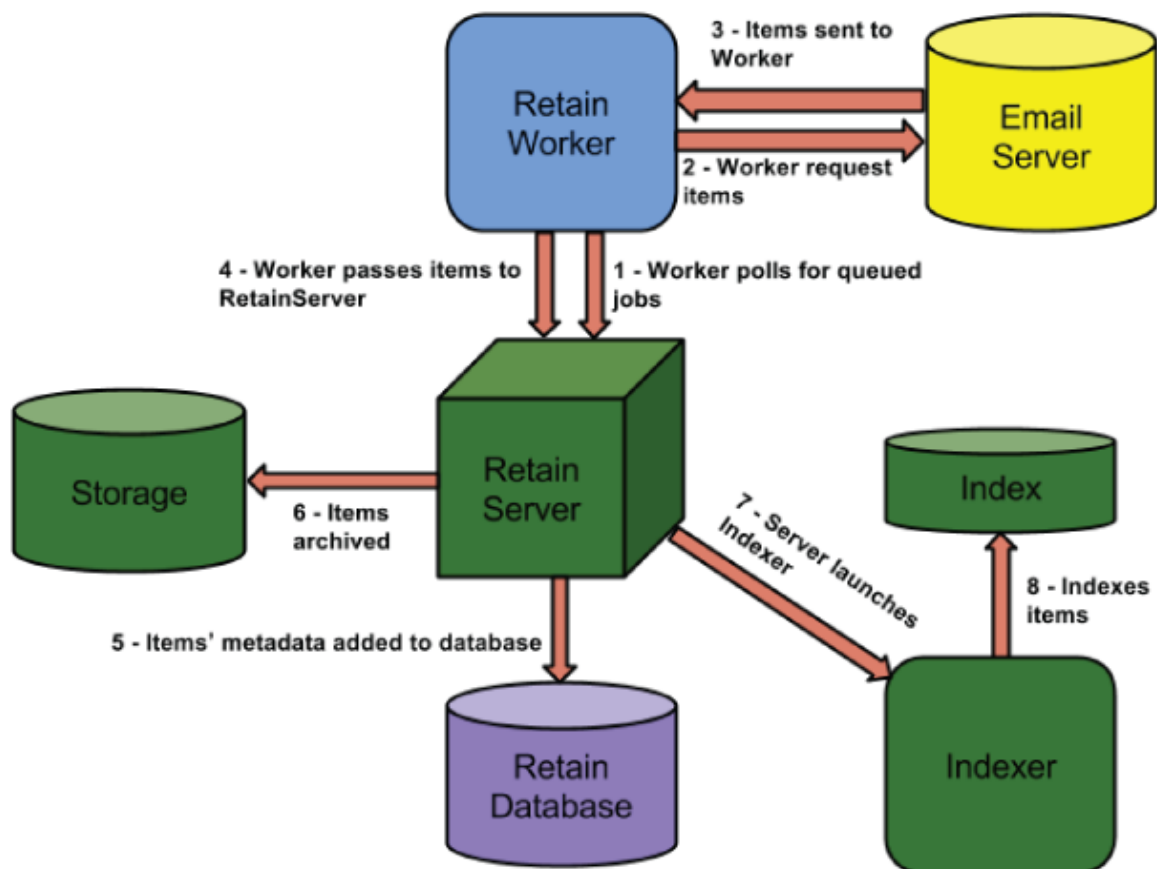 3 - Items sent to
Worker
Retain
Worker
Email
Server
2 - Worker request
items
4 - Worker passes items to
RetainServer
1 - Worker polls for queued
jobs
Storage
Retain
Server
Index
6 - Items
archived
7 - Server launches
Indexer
8 - Indexes
items
5 - Items’ metadata added to database
Retain
Database
Indexer